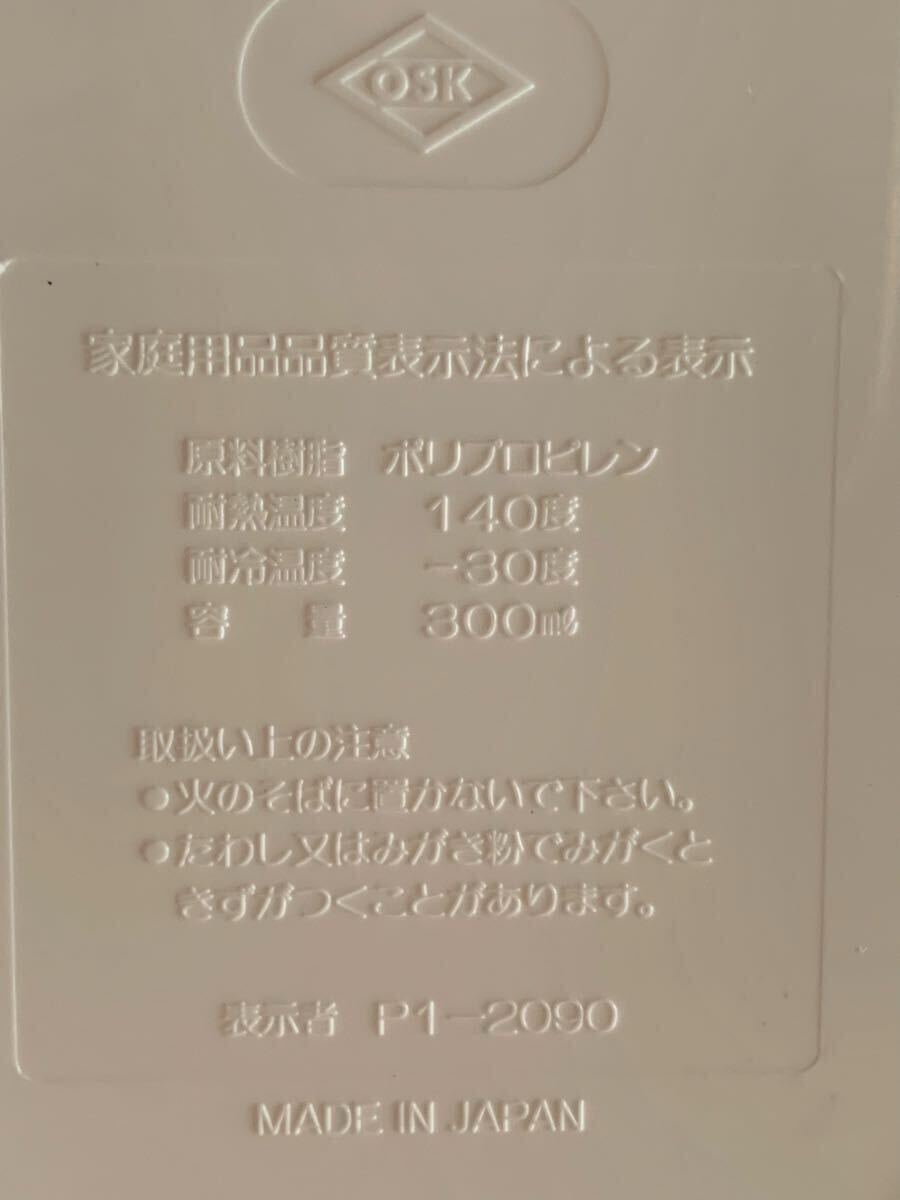 OSK
家庭用品品質表示法による表示
原料樹脂 ポリプロピレン
耐熱温度 140度
耐冷温度 -30度
容 量 300㎖
取扱い上の注意
●火のそばに置かないで下さい。
●たわし又はみがき粉でみがくと
きずがつくことがあります。
表示者 P1-2090
MADE IN JAPAN